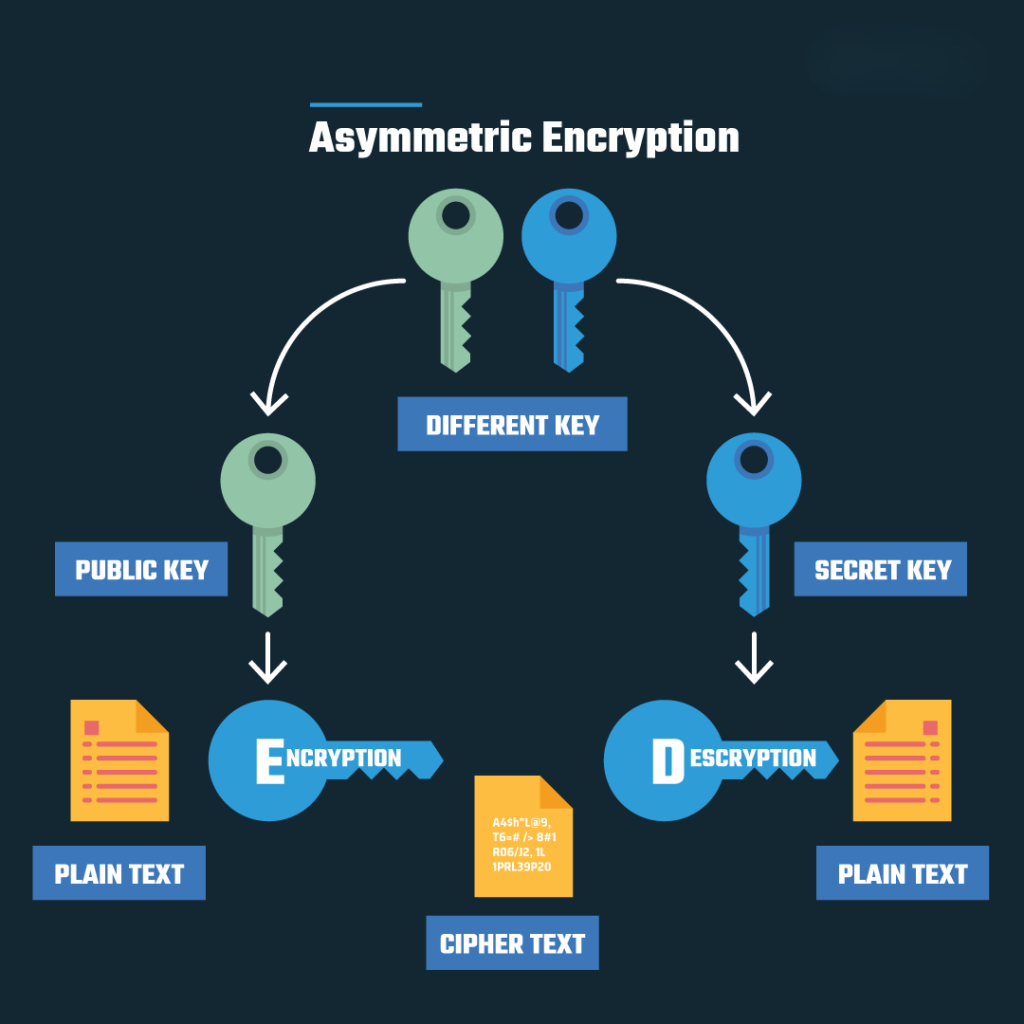 Asymmetric Encryption
DIFFERENT KEY
PUBLIC KEY
SECRET KEY
ENCRYPTION
DESCRYPTION
A4$h"L@9,
T6=# /> 8#1
R06/J2, 1L
1PRL39P20
PLAIN TEXT
PLAIN TEXT
CIPHER TEXT